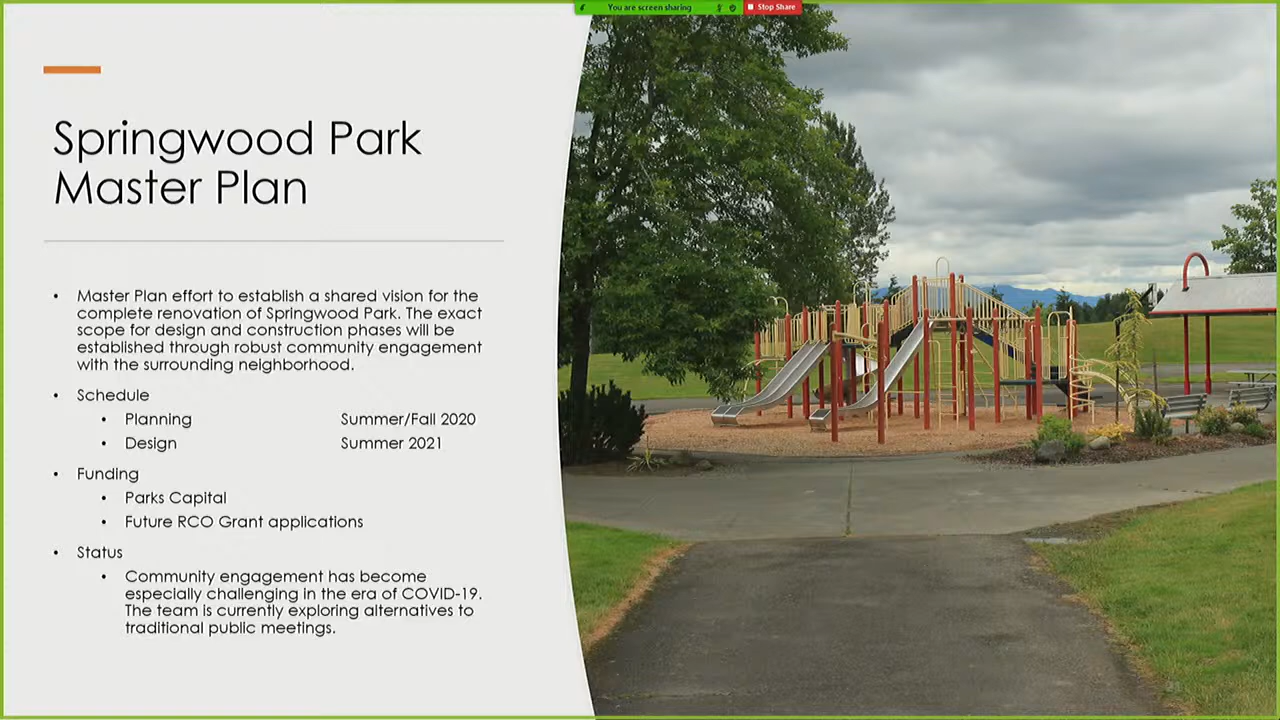 You are screen sharing
Stop Share
Springwood Park
Master Plan
• Master Plan effort to establish a shared vision for the
complete renovation of Springwood Park. The exact
scope for design and construction phases will be
established through robust community engagement
with the surrounding neighborhood.
• Schedule
• Planning Summer/Fall 2020
• Design Summer 2021
• Funding
• Parks Capital
• Future RCO Grant applications
• Status
• Community engagement has become
especially challenging in the era of COVID-19.
The team is currently exploring alternatives to
traditional public meetings.